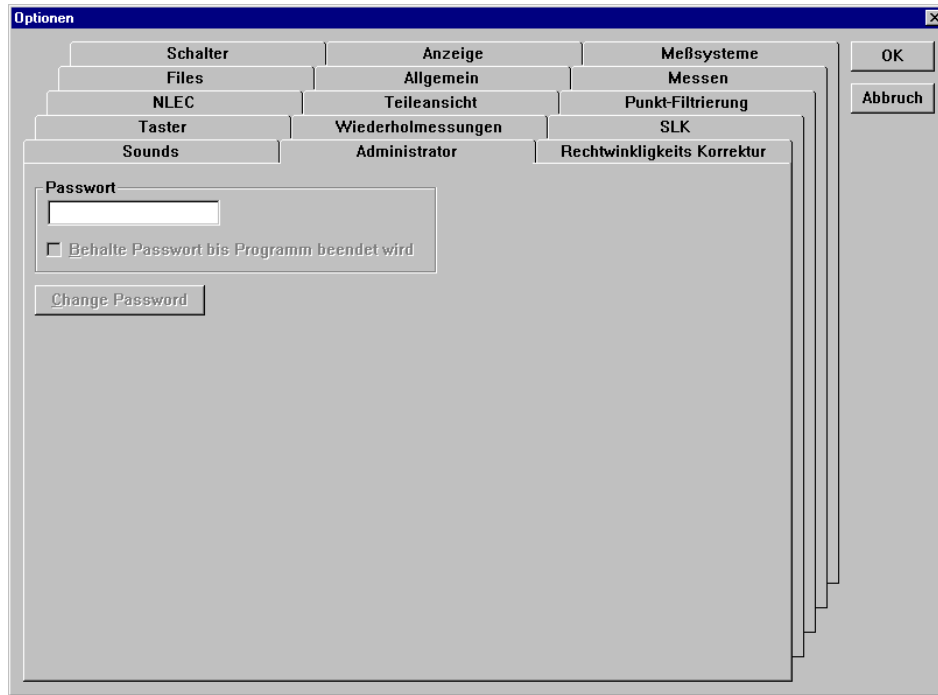 Optionen
Schalter Anzeige Meßsysteme
OK
Files Allgemein Messen
NLEC Teileansicht Punkt-Filtrierung
Abbruch
Taster Wiederholmessungen SLK
Sounds Administrator Rechtwinkligkeits Korrektur
Passwort
Behalte Passwort bis Programm beendet wird
Change Password